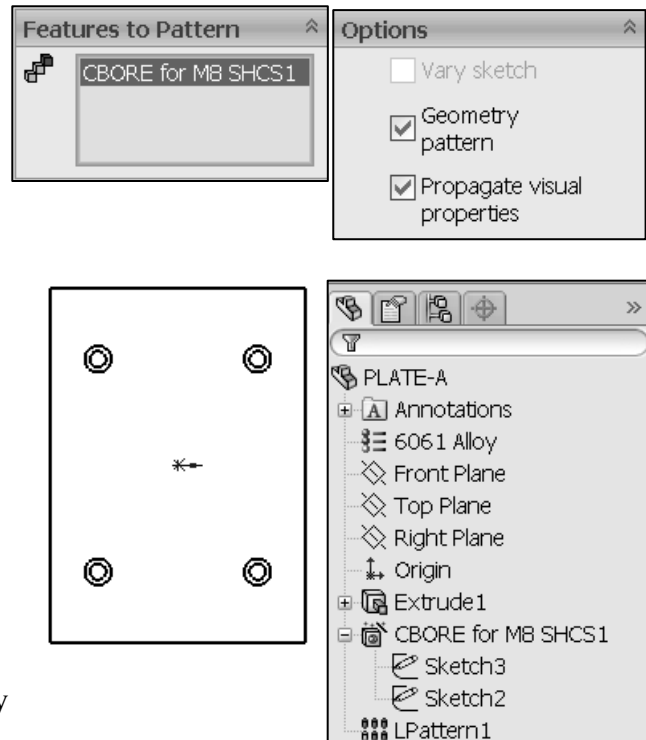 Features to Pattern
CBORE for M8 SHCS1
Options
Vary sketch
Geometry
pattern
Propagate visual
properties
PLATE-A
A Annotations
6061 Alloy
Front Plane
Top Plane
Right Plane
Origin
Extrude1
CBORE for M8 SHCS1
Sketch3
Sketch2
LPattern1